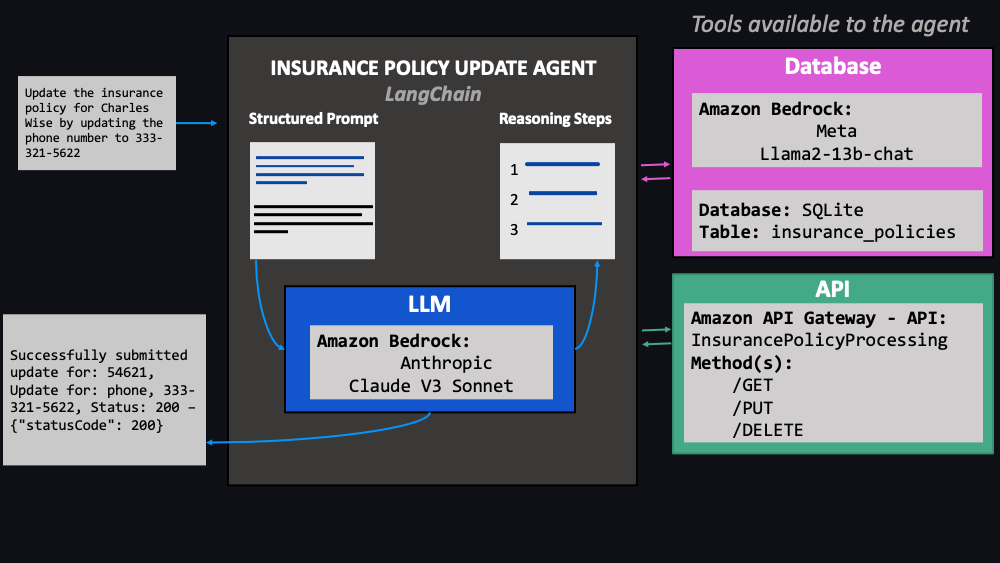 Tools available to the agent
Update the insurance
policy for Charles
Wise by updating the
phone number to 333-
321-5622
INSURANCE POLICY UPDATE AGENT
LangChain
Structured Prompt
Reasoning Steps
1
2
3
LLM
Amazon Bedrock:
Anthropic
Claude V3 Sonnet
Successfully submitted
update for: 54621,
Update for: phone, 333-
321-5622, Status: 200 –
{"statusCode": 200}
Database
Amazon Bedrock:
Meta
Llama2-13b-chat
Database: SQLite
Table: insurance_policies
API
Amazon API Gateway - API:
InsurancePolicyProcessing
Method(s):
/GET
/PUT
/DELETE